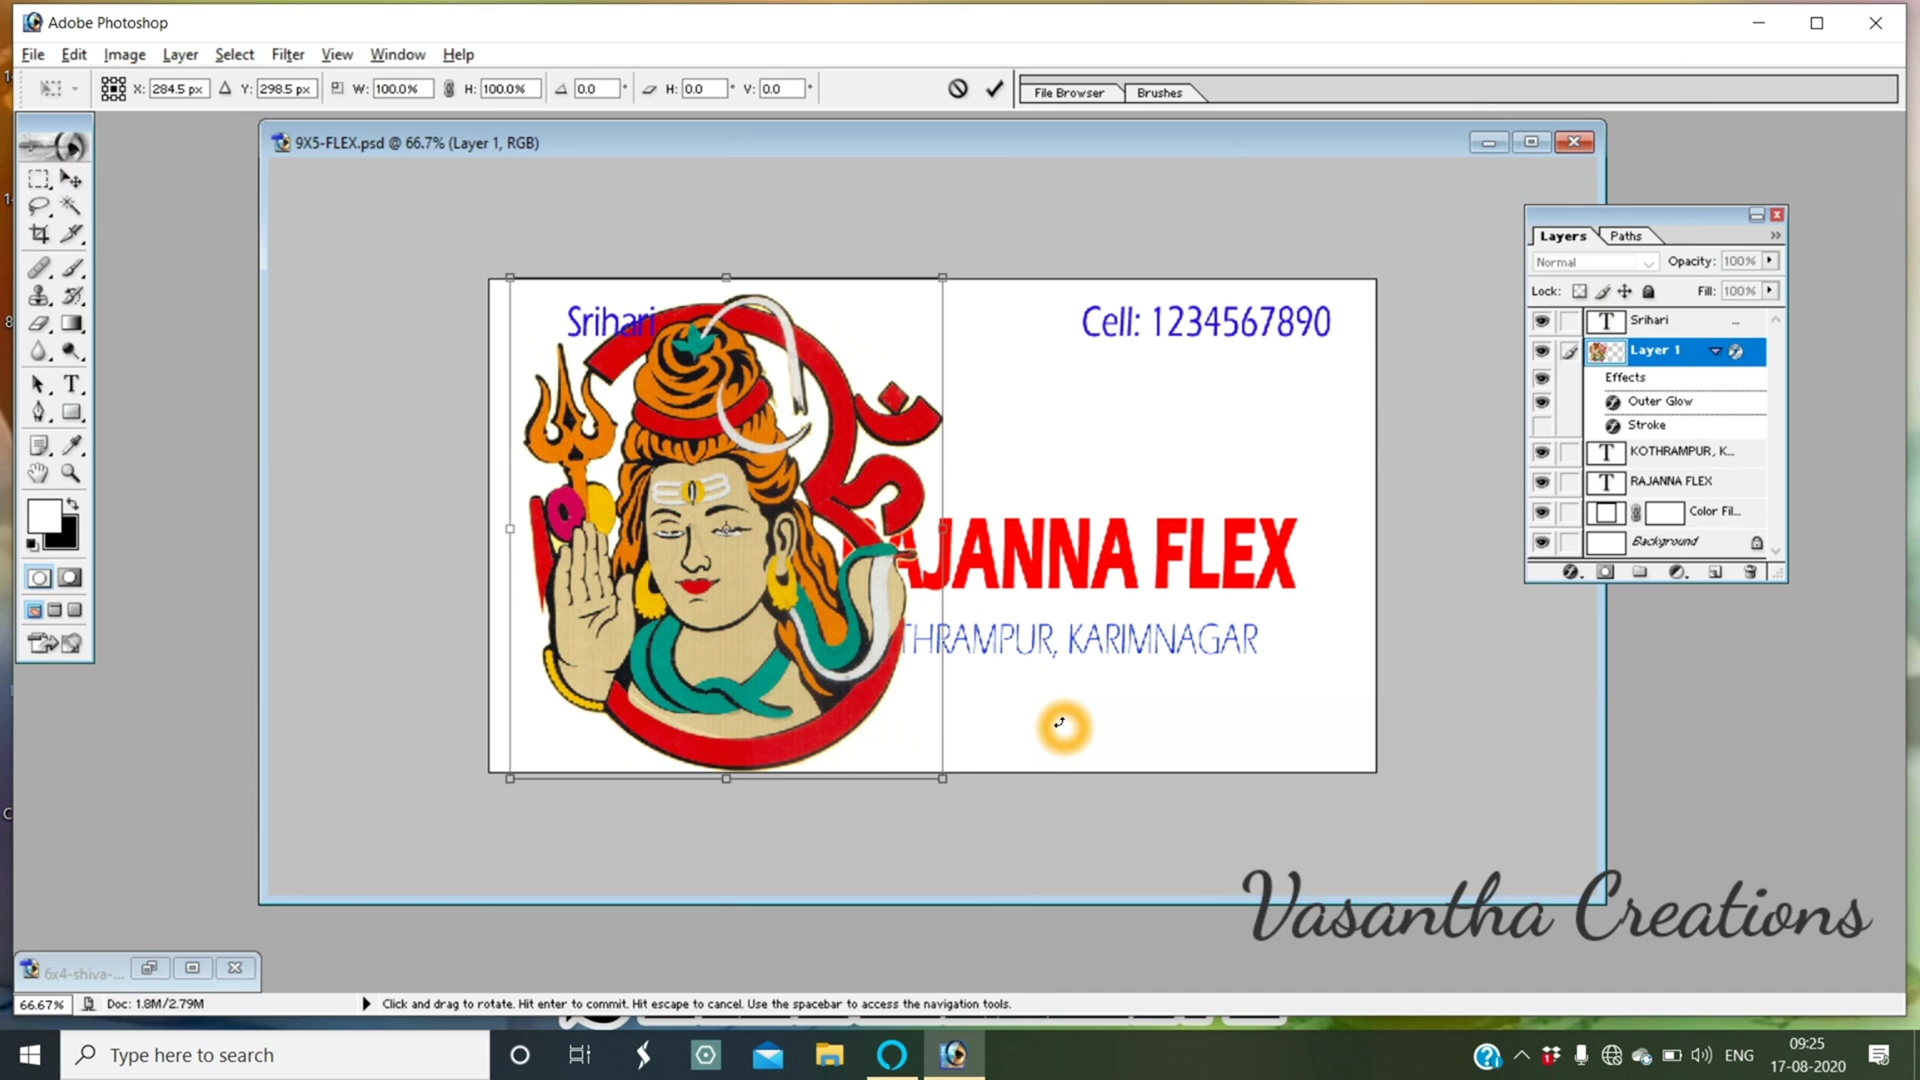 Adobe Photoshop
File Edit Image Layer Select Filter View Window Help
X: 284.5 px Y: 298.5 px W: 100.0% H: 100.0% 0.0 ° H: 0.0 ° V: 0.0 °
File Browser Brushes
9X5-FLEX.psd @ 66.7% (Layer 1, RGB)
Srihari Cell: 1234567890
AJANNA FLEX
THRAMPUR, KARIMNAGAR
Layers Paths
Normal Opacity: 100%
Lock: Fill: 100%
T Srihari ...
Layer 1
Effects
Outer Glow
Stroke
T KOTHRAMPUR, K...
T RAJANNA FLEX
Color Fil...
Background
Vasantha Creations
6x4-shiva-...
66.67% Doc: 1.8M/2.79M Click and drag to rotate. Hit enter to commit. Hit escape to cancel. Use the spacebar to access the navigation tools.
Type here to search
ENG
09:25
17-08-2020